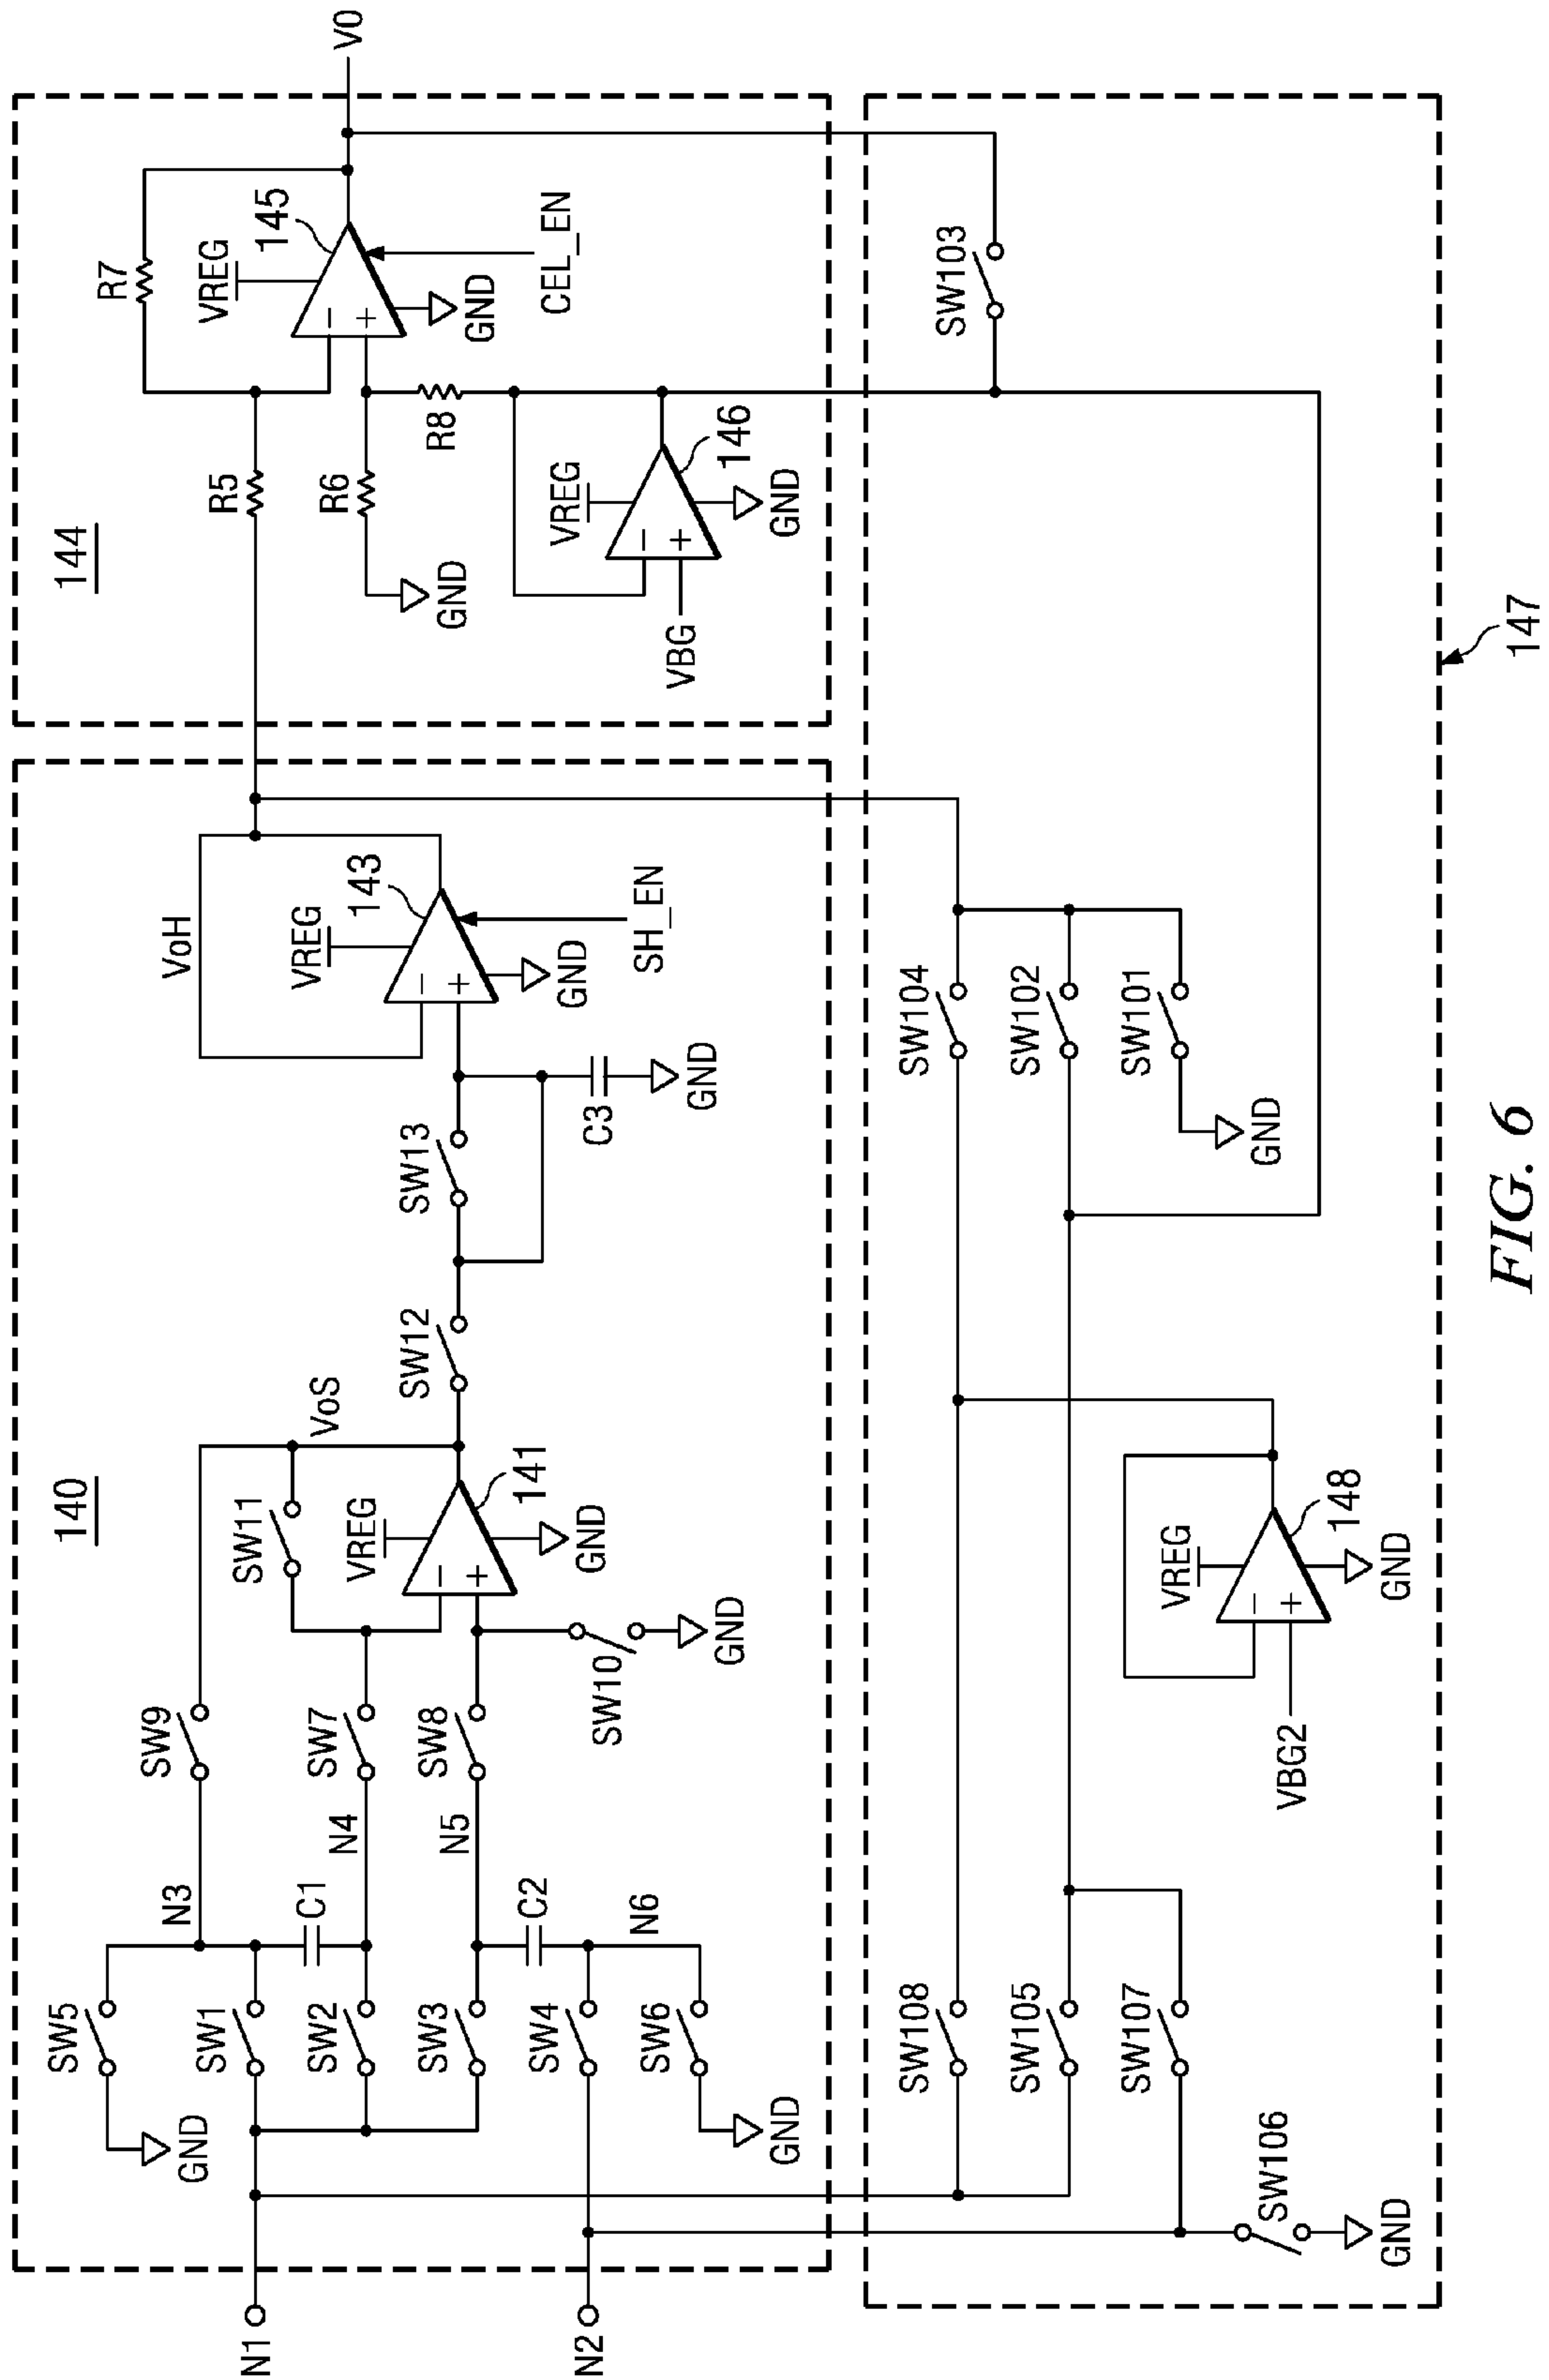 140
144
N1
N2
GND
SW5
SW1
SW2
SW3
SW4
SW6
GND
N3
C1
N4
N5
C2
N6
SW9
SW7
SW8
SW10
GND
SW11
VREG
−
+
141
GND
VoS
SW12
SW13
C3
GND
VoH
VREG
−
+
143
GND
SH_EN
R5
R6
GND
R7
VREG
−
+
145
GND
CEL_EN
R8
VREG
−
+
146
GND
VBG
VO
SW108
SW105
SW107
SW106
GND
VREG
−
+
148
GND
VBG2
SW104
SW102
SW101
GND
SW103
147
FIG. 6